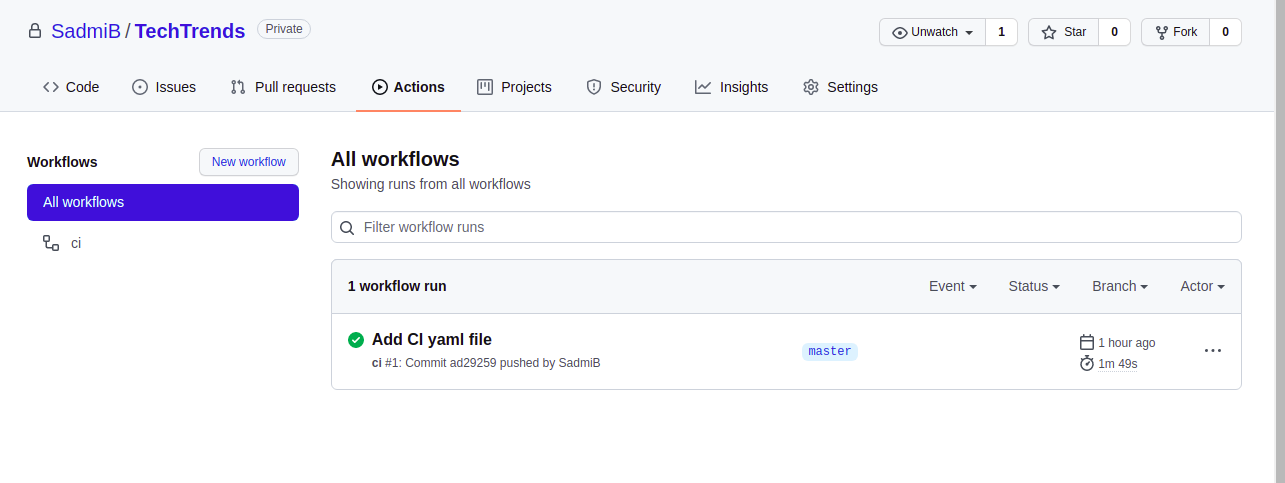 SadmiB / TechTrends Private
Unwatch 1 Star 0 Fork 0
Code Issues Pull requests Actions Projects Security Insights Settings
Workflows New workflow
All workflows
ci
All workflows
Showing runs from all workflows
Filter workflow runs
1 workflow run Event Status Branch Actor
Add CI yaml file
ci #1: Commit ad29259 pushed by SadmiB
master
1 hour ago
1m 49s